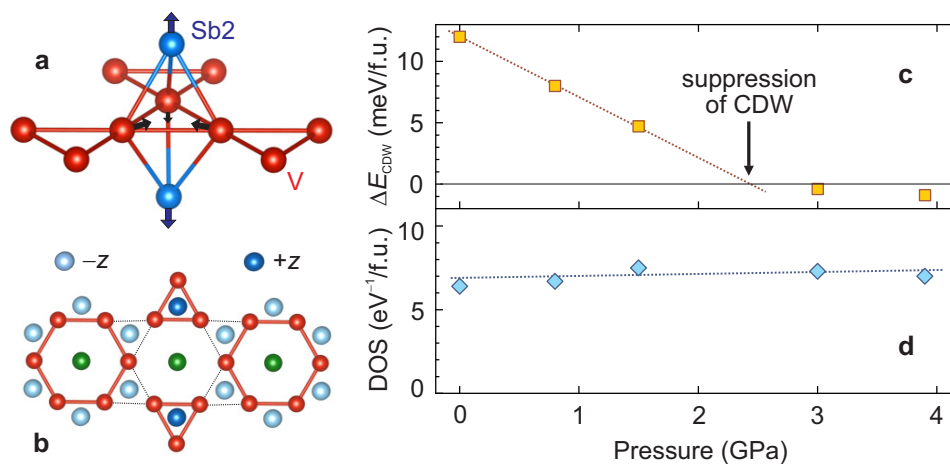 a
Sb2
V
−z
+z
b
ΔE_CDW (meV/f.u.)
10
5
0
suppression
of CDW
c
DOS (eV⁻¹/f.u.)
10
5
0
d
0
1
2
3
4
Pressure (GPa)